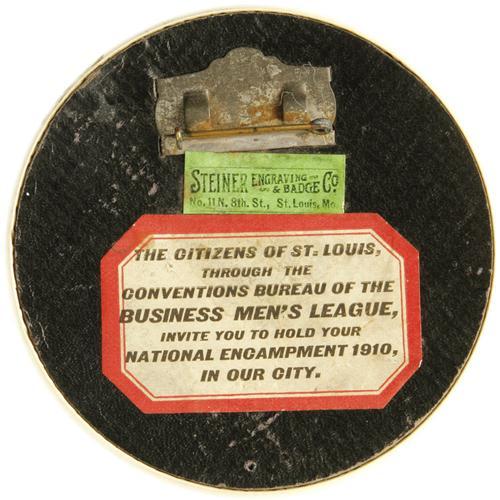 STEINER ENGRAVING & BADGE CO
No. 11 N. 8th. St., St. Louis, Mo.
THE CITIZENS OF ST. LOUIS,
THROUGH THE
CONVENTIONS BUREAU OF THE
BUSINESS MEN'S LEAGUE,
INVITE YOU TO HOLD YOUR
NATIONAL ENCAMPMENT 1910,
IN OUR CITY.